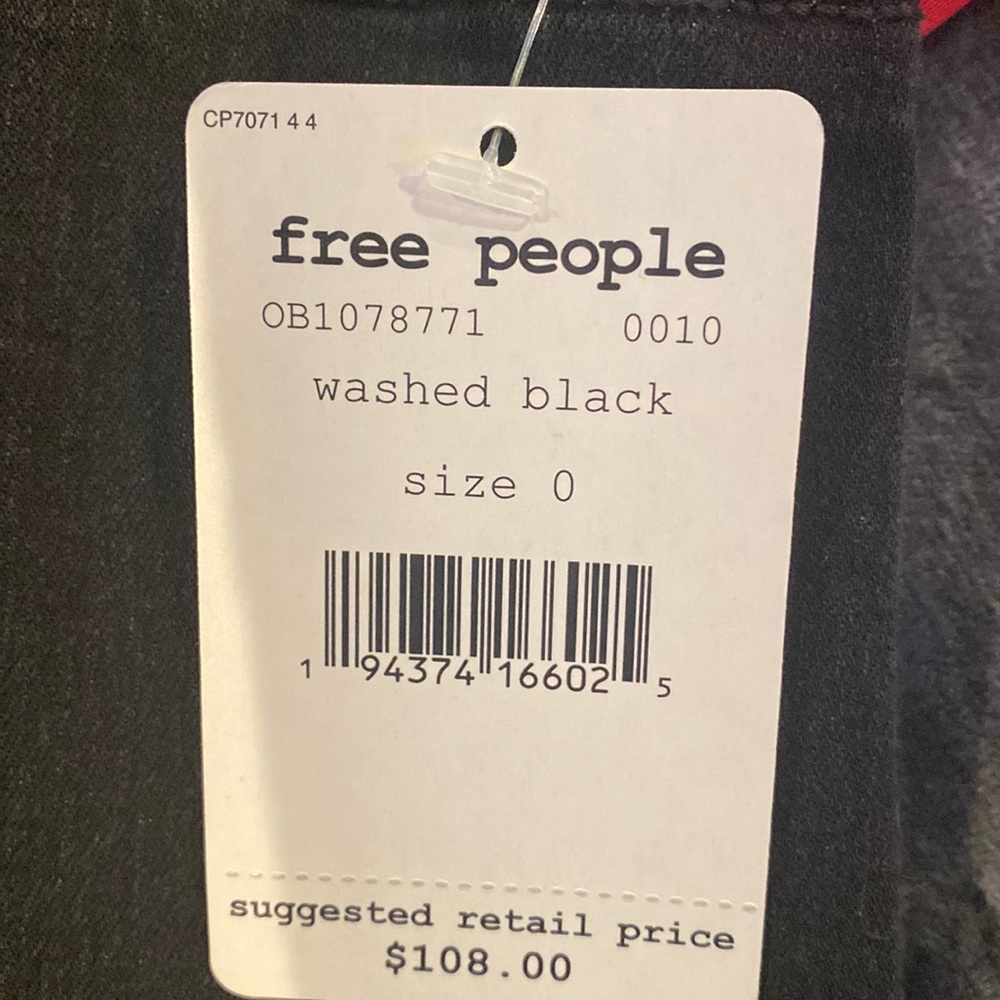 CP7071 4 4
free people
OB1078771 0010
washed black
size 0
1 94374 16602 5
suggested retail price
$108.00